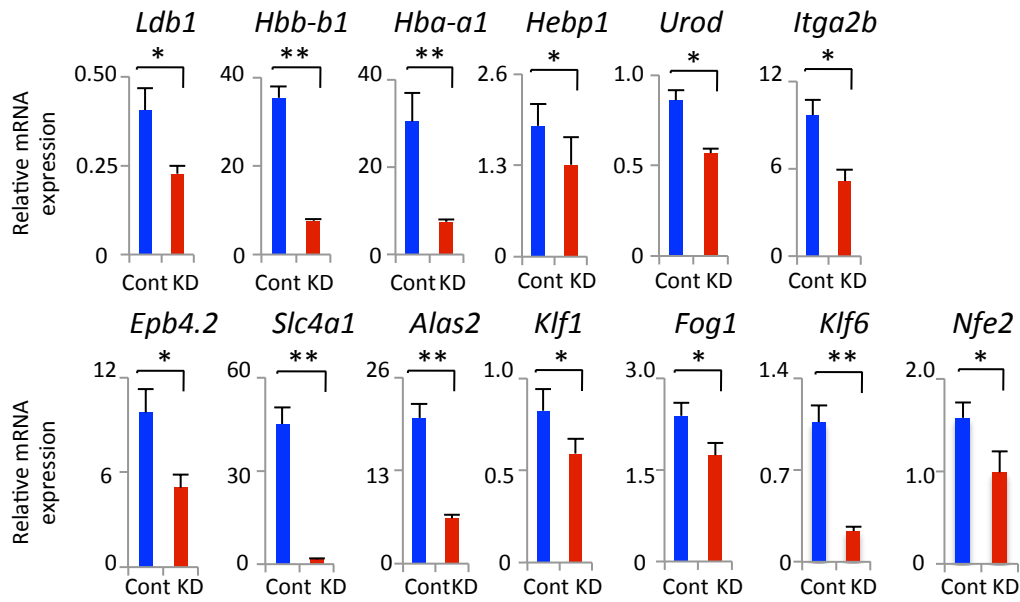 Ldb1 Hbb-b1 Hba-a1 Hebp1 Urod Itga2b
* ** ** * * *
0.50 40 40 2.6 1.0 12
0.25 20 20 1.3 0.5 6
0 0 0 0 0 0
Relative mRNA
expression
Cont KD Cont KD Cont KD Cont KD Cont KD Cont KD
Epb4.2 Slc4a1 Alas2 Klf1 Fog1 Klf6 Nfe2
* ** ** * * ** *
12 60 26 1.0 3.0 1.4 2.0
6 30 13 0.5 1.5 0.7 1.0
0 0 0 0 0 0 0
Relative mRNA
expression
Cont KD Cont KD ContKD Cont KD Cont KD Cont KD Cont KD